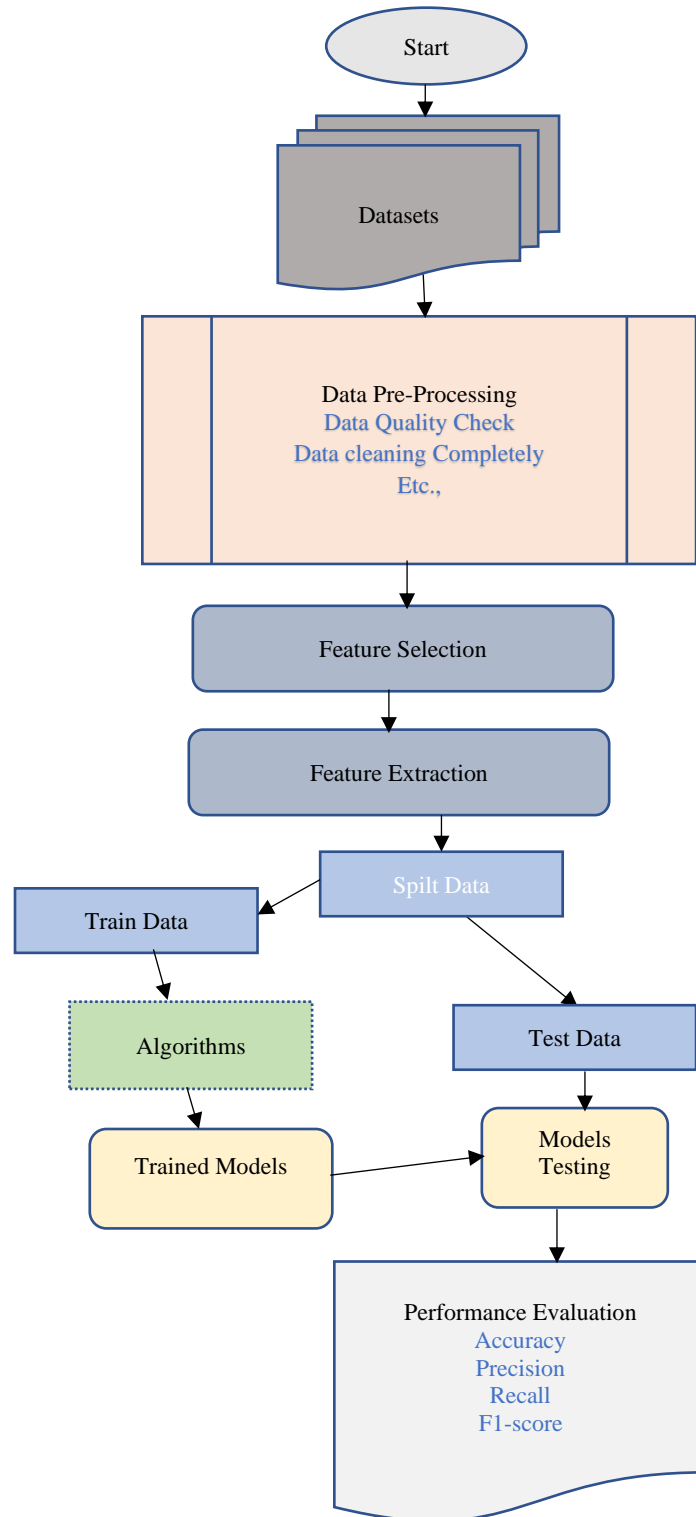 Start
Datasets
Data Pre-Processing
Data Quality Check
Data cleaning Completely
Etc.,
Feature Selection
Feature Extraction
Spilt Data
Train Data
Algorithms
Test Data
Trained Models
Models
Testing
Performance Evaluation
Accuracy
Precision
Recall
F1-score